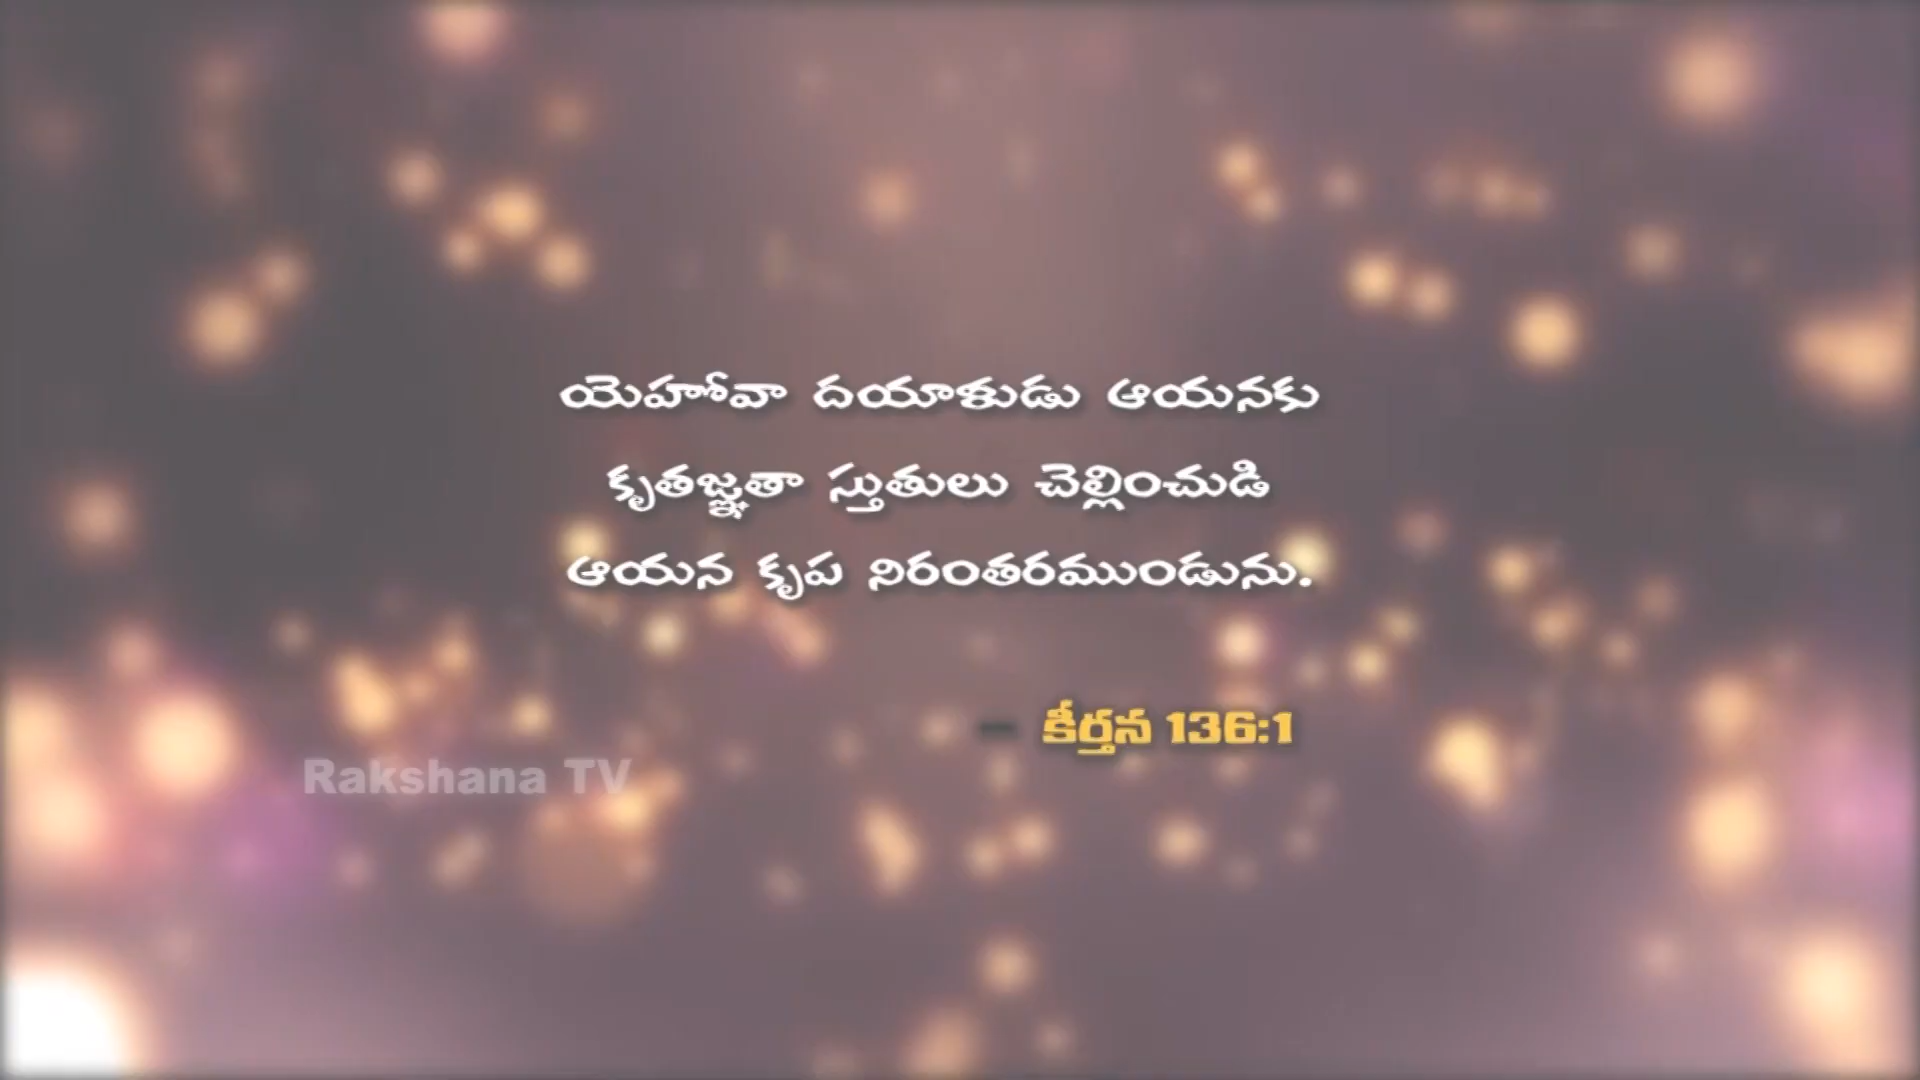 యెహోవా దయాళుడు ఆయనకు
కృతజ్ఞతా స్తుతులు చెల్లించుడి
ఆయన కృప నిరంతరముండును.
- కీర్తన 136:1
Rakshana TV